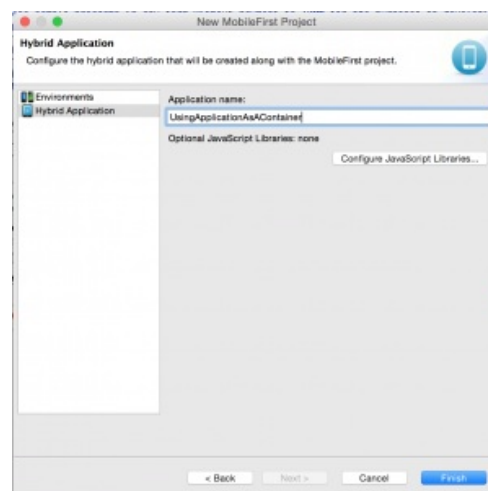 New MobileFirst Project
Hybrid Application
Configure the hybrid application that will be created along with the MobileFirst project.
Environments
Hybrid Application
Application name:
UsingApplicationAsAContainer
Optional JavaScript Libraries: none
Configure JavaScript Libraries...
< Back
Next >
Cancel
Finish